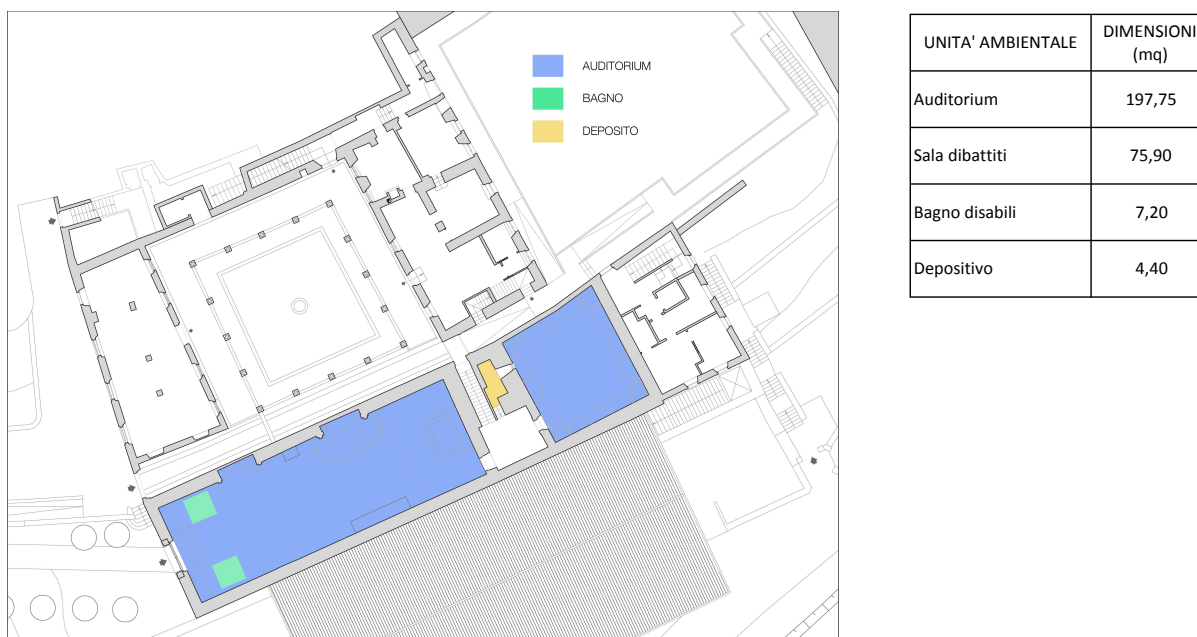 AUDITORIUM
BAGNO
DEPOSITO
UNITA' AMBIENTALE DIMENSIONI (mq)
Auditorium 197,75
Sala dibattiti 75,90
Bagno disabili 7,20
Depositivo 4,40